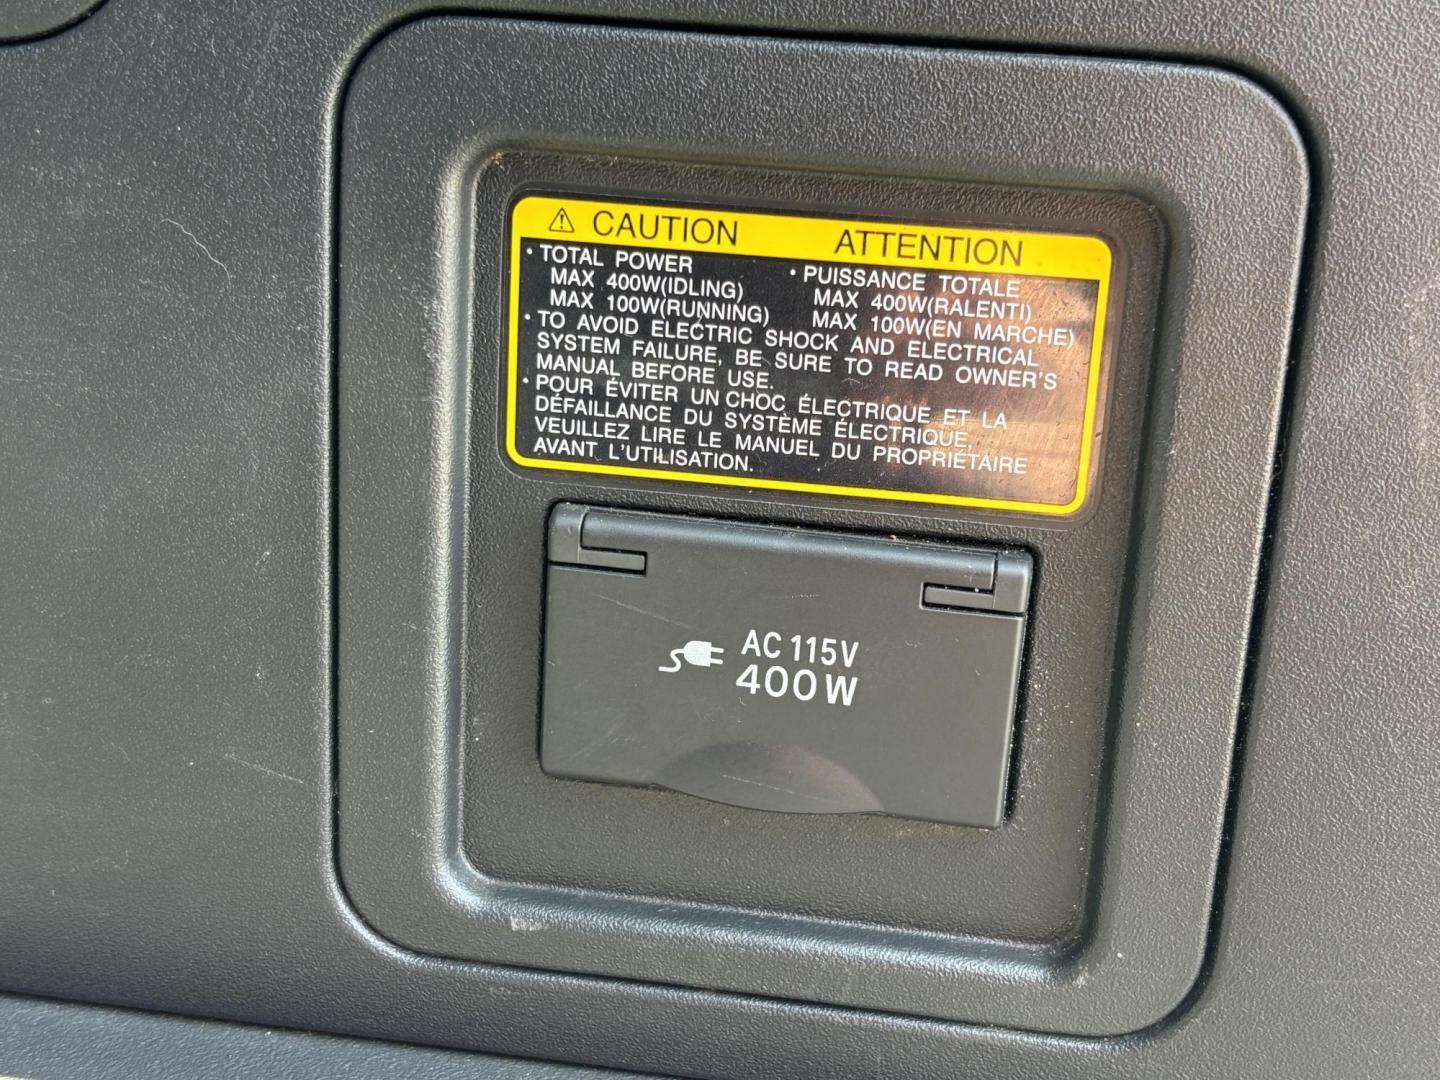 CAUTION ATTENTION
• TOTAL POWER
MAX 400W(IDLING)
MAX 100W(RUNNING)
• PUISSANCE TOTALE
MAX 400W(RALENTI)
MAX 100W(EN MARCHE)
• TO AVOID ELECTRIC SHOCK AND ELECTRICAL
SYSTEM FAILURE, BE SURE TO READ OWNER'S
MANUAL BEFORE USE.
• POUR ÉVITER UN CHOC ÉLECTRIQUE ET LA
DÉFAILLANCE DU SYSTÈME ÉLECTRIQUE,
VEUILLEZ LIRE LE MANUEL DU PROPRIÉTAIRE
AVANT L'UTILISATION.
AC 115V
400W